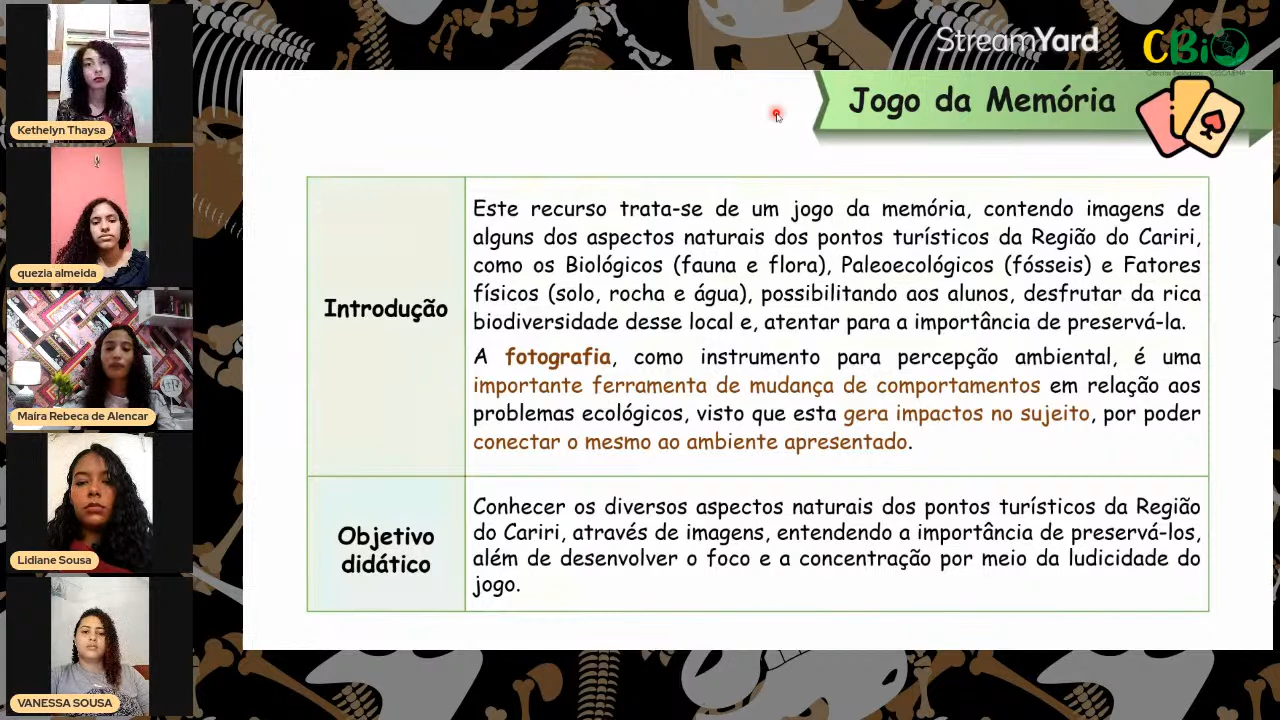 StreamYard
CBiO
Jogo da Memória
Kethelyn Thaysa
quezia almeida
Maíra Rebeca de Alencar
Lidiane Sousa
VANESSA SOUSA
Introdução
Este recurso trata-se de um jogo da memória, contendo imagens de
alguns dos aspectos naturais dos pontos turísticos da Região do Cariri,
como os Biológicos (fauna e flora), Paleoecológicos (fósseis) e Fatores
físicos (solo, rocha e água), possibilitando aos alunos, desfrutar da rica
biodiversidade desse local e, atentar para a importância de preservá-la.
A fotografia, como instrumento para percepção ambiental, é uma
importante ferramenta de mudança de comportamentos em relação aos
problemas ecológicos, visto que esta gera impactos no sujeito, por poder
conectar o mesmo ao ambiente apresentado.
Objetivo
didático
Conhecer os diversos aspectos naturais dos pontos turísticos da Região
do Cariri, através de imagens, entendendo a importância de preservá-los,
além de desenvolver o foco e a concentração por meio da ludicidade do
jogo.